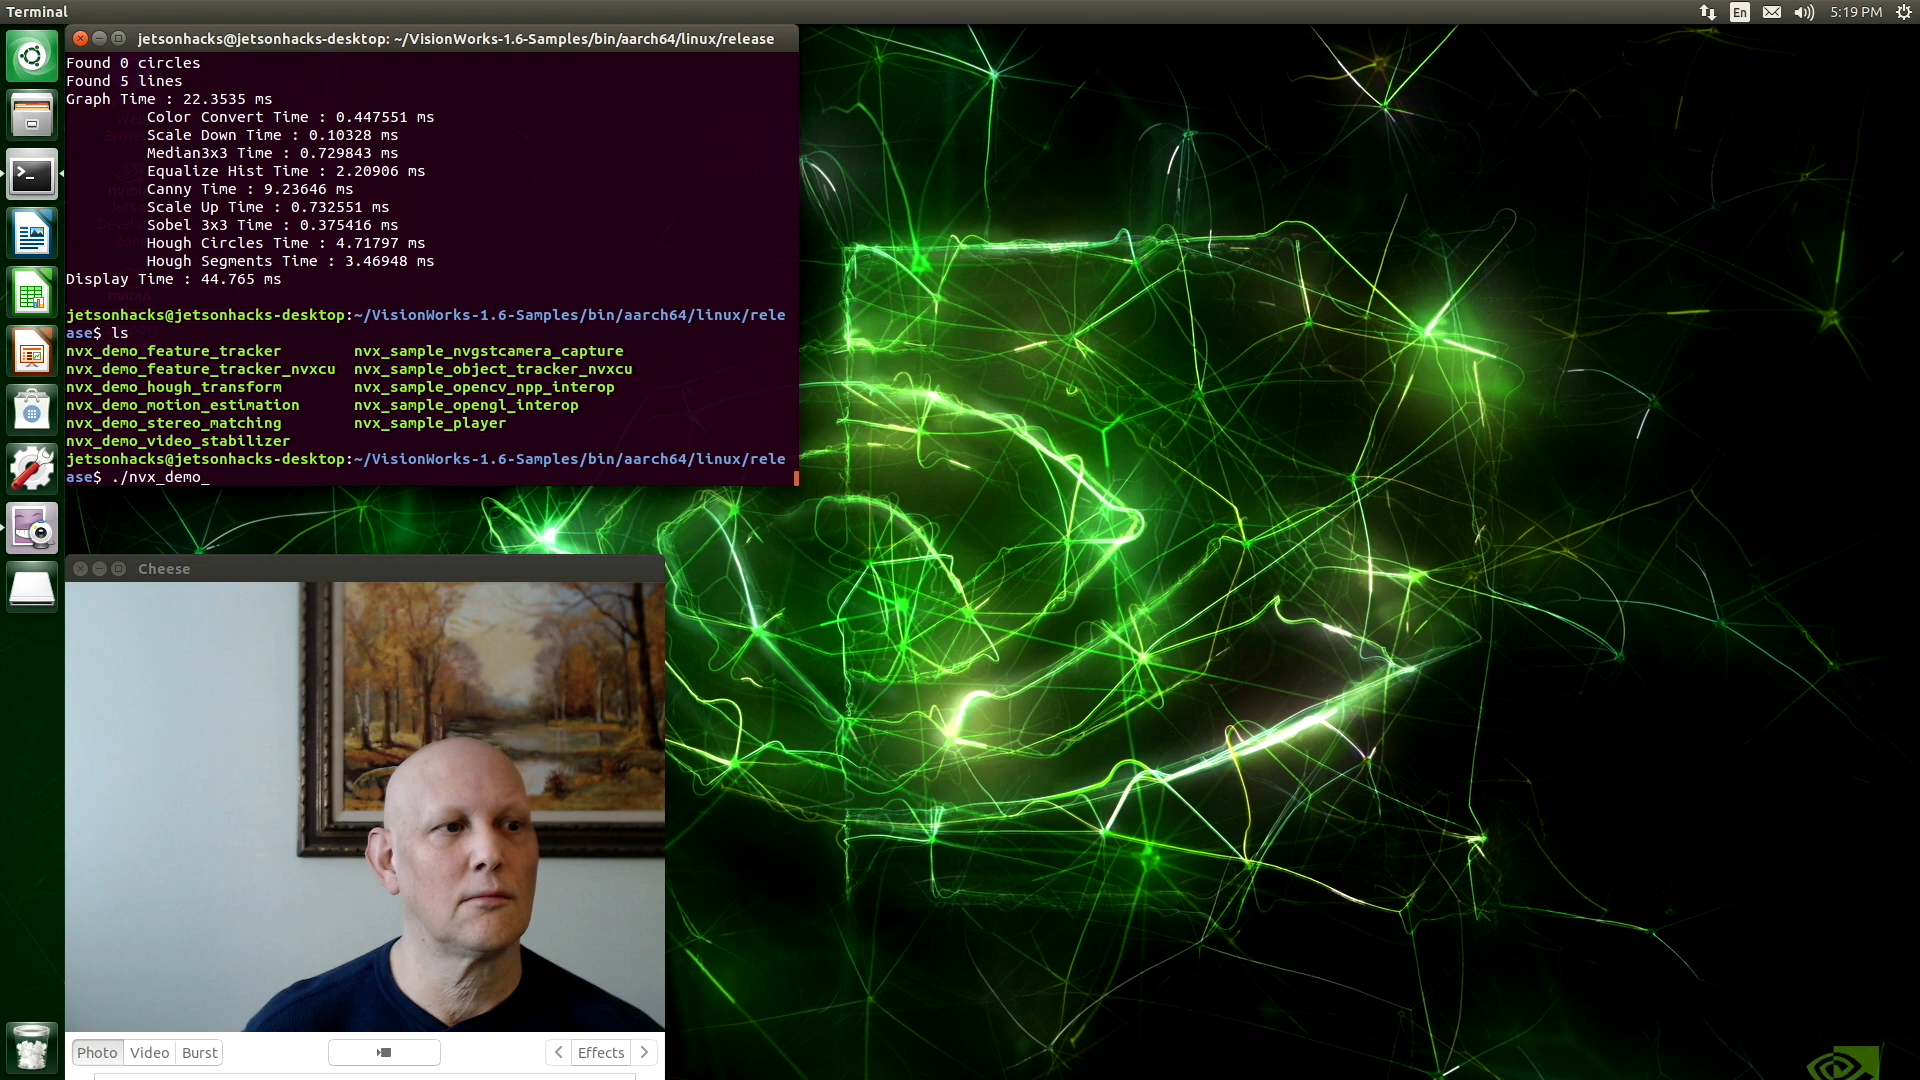 Terminal
En
5:19 PM
jetsonhacks@jetsonhacks-desktop: ~/VisionWorks-1.6-Samples/bin/aarch64/linux/release
Found 0 circles
Found 5 lines
Graph Time : 22.3535 ms
Color Convert Time : 0.447551 ms
Scale Down Time : 0.10328 ms
Median3x3 Time : 0.729843 ms
Equalize Hist Time : 2.20906 ms
Canny Time : 9.23646 ms
Scale Up Time : 0.732551 ms
Sobel 3x3 Time : 0.375416 ms
Hough Circles Time : 4.71797 ms
Hough Segments Time : 3.46948 ms
Display Time : 44.765 ms
jetsonhacks@jetsonhacks-desktop:~/VisionWorks-1.6-Samples/bin/aarch64/linux/rele
ase$ ls
nvx_demo_feature_tracker nvx_sample_nvgstcamera_capture
nvx_demo_feature_tracker_nvxcu nvx_sample_object_tracker_nvxcu
nvx_demo_hough_transform nvx_sample_opencv_npp_interop
nvx_demo_motion_estimation nvx_sample_opengl_interop
nvx_demo_stereo_matching nvx_sample_player
nvx_demo_video_stabilizer
jetsonhacks@jetsonhacks-desktop:~/VisionWorks-1.6-Samples/bin/aarch64/linux/rele
ase$ ./nvx_demo_
Cheese
Photo Video Burst Effects